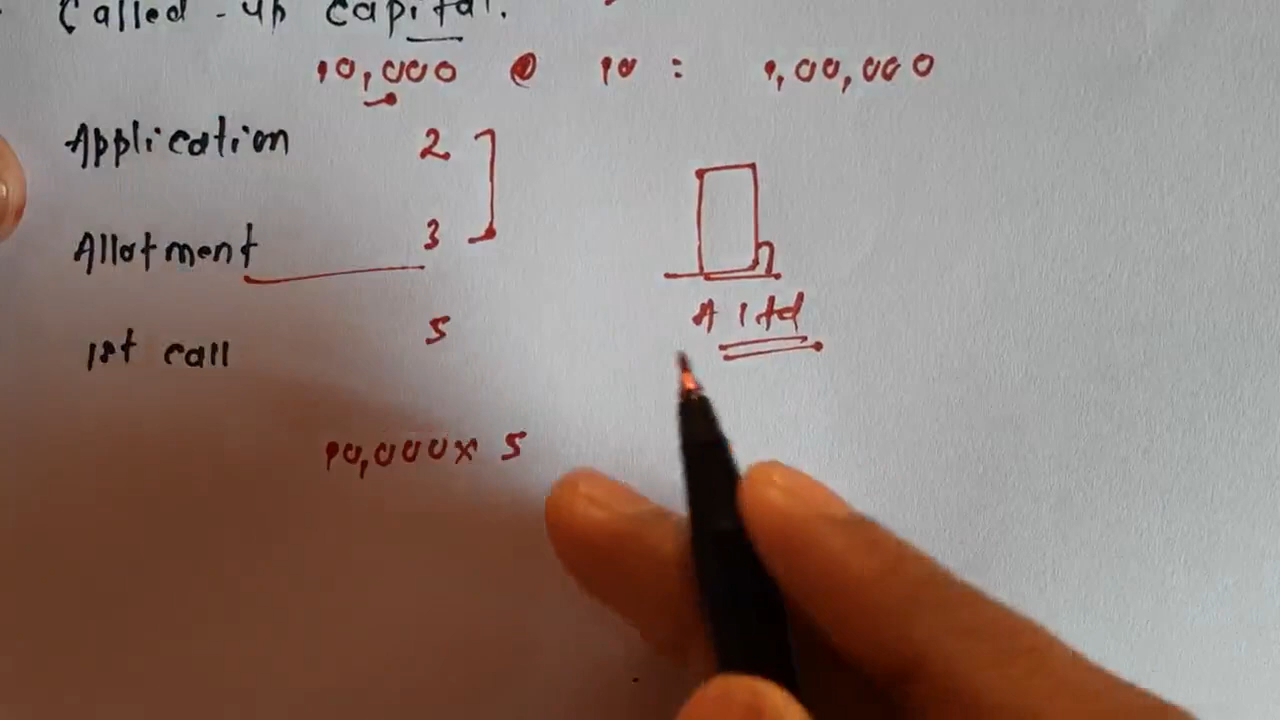 Called-up capital.
10,000 @ 10 : 1,00,000
Application 2
Allotment 3
A ltd
1st call 5
10,000x 5